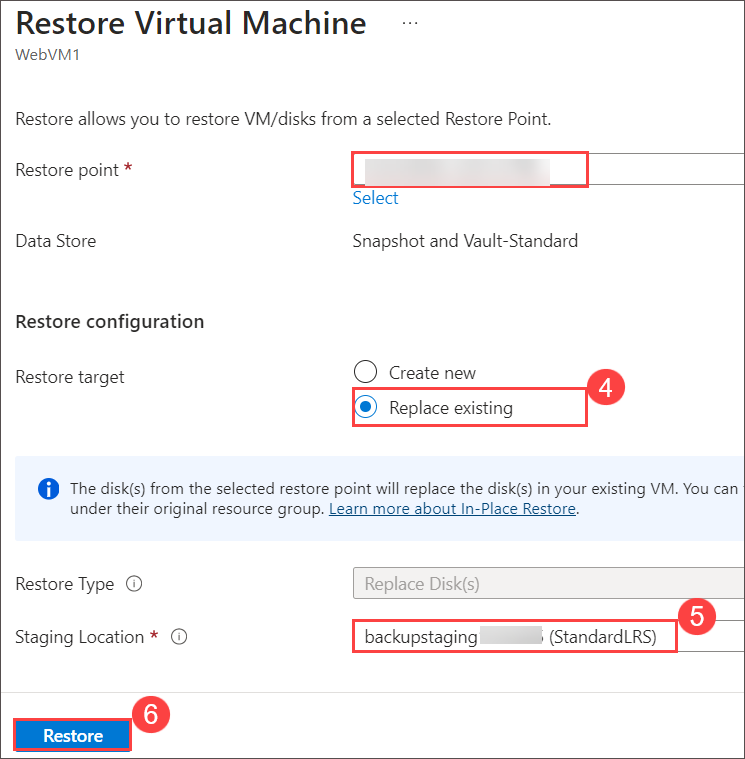 Restore Virtual Machine ...
WebVM1
Restore allows you to restore VM/disks from a selected Restore Point.
Restore point *
Select
Data Store Snapshot and Vault-Standard
Restore configuration
Restore target
Create new
4
Replace existing
The disk(s) from the selected restore point will replace the disk(s) in your existing VM. You can
under their original resource group. Learn more about In-Place Restore.
Restore Type Replace Disk(s)
5
Staging Location * backupstaging (StandardLRS)
6
Restore